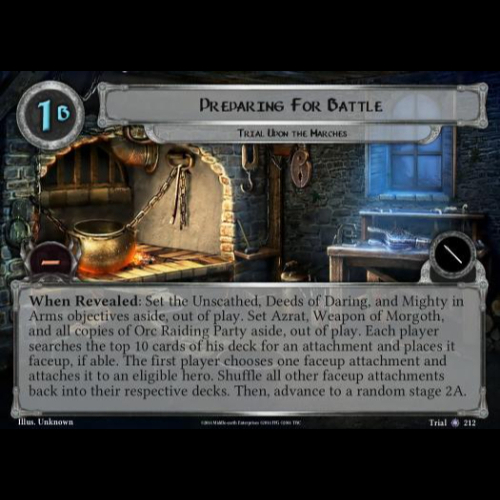 1B
Preparing For Battle
Trial Upon the Marches
When Revealed: Set the Unscathed, Deeds of Daring, and Mighty in
Arms objectives aside, out of play. Set Azrat, Weapon of Morgoth,
and all copies of Orc Raiding Party aside, out of play. Each player
searches the top 10 cards of his deck for an attachment and places it
faceup, if able. The first player chooses one faceup attachment and
attaches it to an eligible hero. Shuffle all other faceup attachments
back into their respective decks. Then, advance to a random stage 2A.
Illus. Unknown
Trial 212